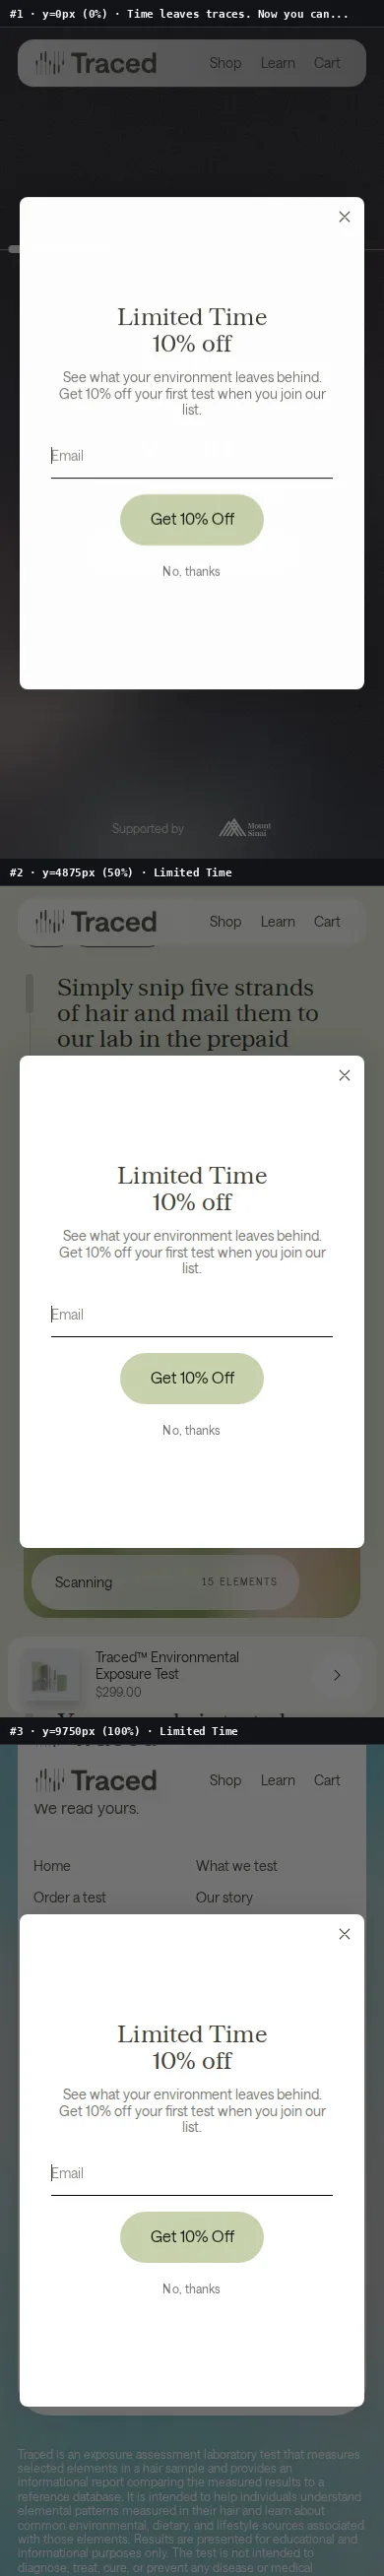 #1 · y=0px (0%) · Time leaves traces. Now you can...
Traced
Shop Learn Cart
Limited Time
10% off
See what your environment leaves behind.
Get 10% off your first test when you join our
list.
Email
Get 10% Off
No, thanks
Supported by
Mount
Sinai
#2 · y=4875px (50%) · Limited Time
Traced
Shop Learn Cart
Simply snip five strands
of hair and mail them to
our lab in the prepaid
Limited Time
10% off
See what your environment leaves behind.
Get 10% off your first test when you join our
list.
Email
Get 10% Off
No, thanks
Scanning
15 ELEMENTS
Traced™ Environmental
Exposure Test
$299.00
#3 · y=9750px (100%) · Limited Time
Traced
Shop Learn Cart
We read yours.
Home
What we test
Order a test
Our story
Limited Time
10% off
See what your environment leaves behind.
Get 10% off your first test when you join our
list.
Email
Get 10% Off
No, thanks
Traced is an exposure assessment laboratory test that measures
selected elements in a hair sample and provides an
informational report comparing the measured results to a
reference database. It is intended to help individuals understand
elemental patterns measured in their hair and learn about
common environmental, dietary, and lifestyle sources associated
with those elements. Results are presented for educational and
informational purposes only. The test is not intended to
diagnose, treat, cure, or prevent any disease or medical